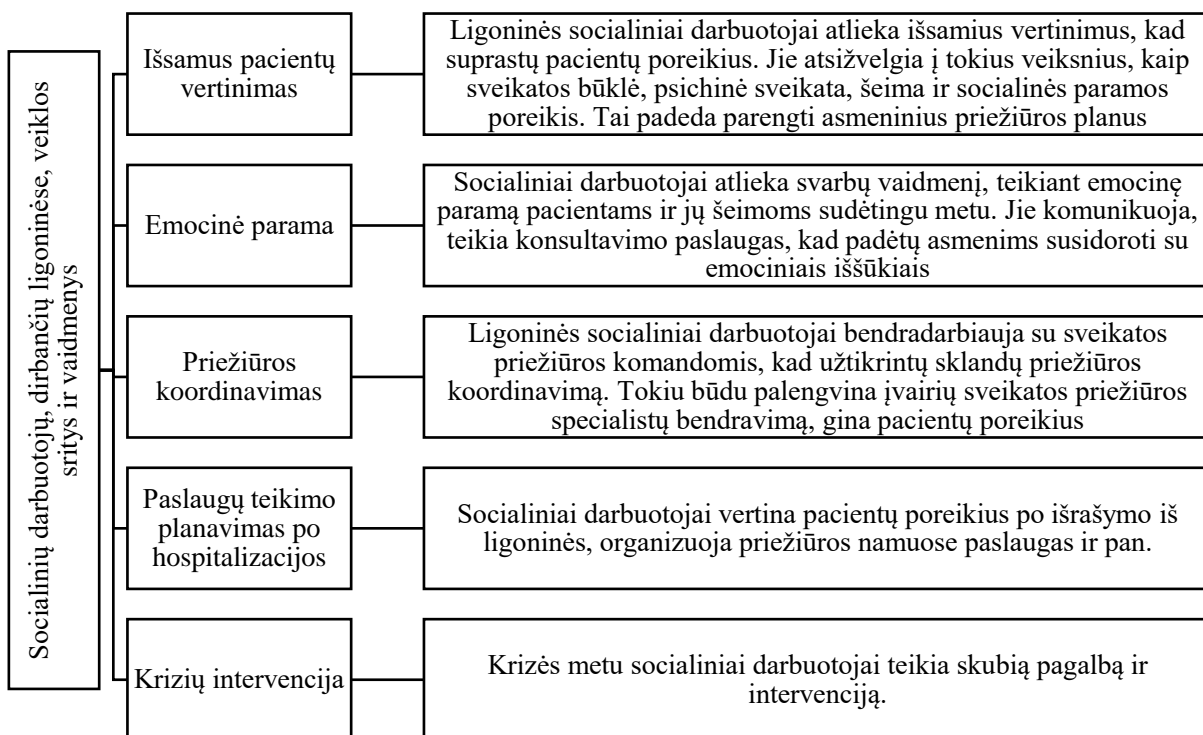 Socialinių darbuotojų, dirbančių ligoninėse, veiklos
sritys ir vaidmenys
Išsamus pacientų
vertinimas
Ligoninės socialiniai darbuotojai atlieka išsamius vertinimus, kad
suprastų pacientų poreikius. Jie atsižvelgia į tokius veiksnius, kaip
sveikatos būklė, psichinė sveikata, šeima ir socialinės paramos
poreikis. Tai padeda parengti asmeninius priežiūros planus
Emocinė parama
Socialiniai darbuotojai atlieka svarbų vaidmenį, teikiant emocinę
paramą pacientams ir jų šeimoms sudėtingu metu. Jie komunikuoja,
teikia konsultavimo paslaugas, kad padėtų asmenims susidoroti su
emociniais iššūkiais
Priežiūros
koordinavimas
Ligoninės socialiniai darbuotojai bendradarbiauja su sveikatos
priežiūros komandomis, kad užtikrintų sklandų priežiūros
koordinavimą. Tokiu būdu palengvina įvairių sveikatos priežiūros
specialistų bendravimą, gina pacientų poreikius
Paslaugų teikimo
planavimas po
hospitalizacijos
Socialiniai darbuotojai vertina pacientų poreikius po išrašymo iš
ligoninės, organizuoja priežiūros namuose paslaugas ir pan.
Krizių intervencija
Krizės metu socialiniai darbuotojai teikia skubią pagalbą ir
intervenciją.